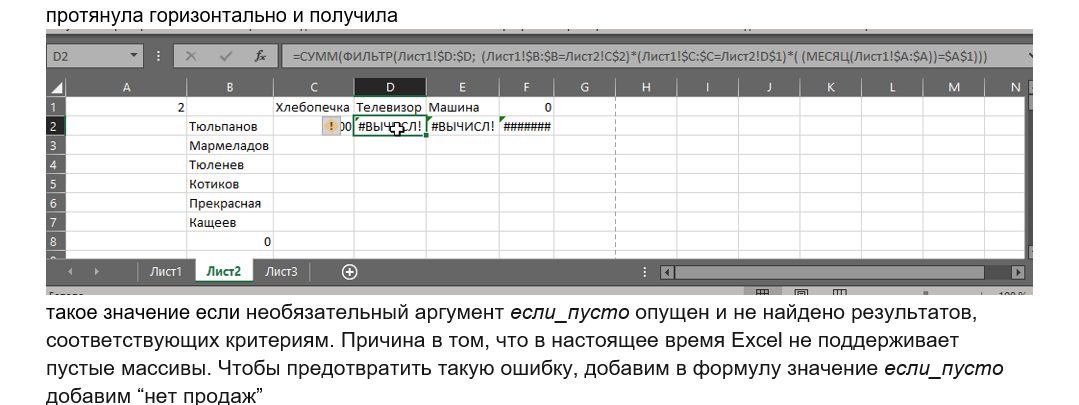 протянула горизонтально и получила
D2 fx =СУММ(ФИЛЬТР(Лист1!$D:$D; (Лист1!$B:$B=Лист2!C$2)*(Лист1!$C:$C=Лист2!D$1)*( (МЕСЯЦ(Лист1!$A:$A))=$A$1)))
A B C D E F G H I J K L M N
1 2 Хлебопечка Телевизор Машина 0
2 Тюльпанов ! 00 #ВЫЧИСЛ! #ВЫЧИСЛ! #######
3 Мармеладов
4 Тюленев
5 Котиков
6 Прекрасная
7 Кащеев
8 0
Лист1 Лист2 Лист3
такое значение если необязательный аргумент если_пусто опущен и не найдено результатов,
соответствующих критериям. Причина в том, что в настоящее время Excel не поддерживает
пустые массивы. Чтобы предотвратить такую ошибку, добавим в формулу значение если_пусто
добавим “нет продаж”